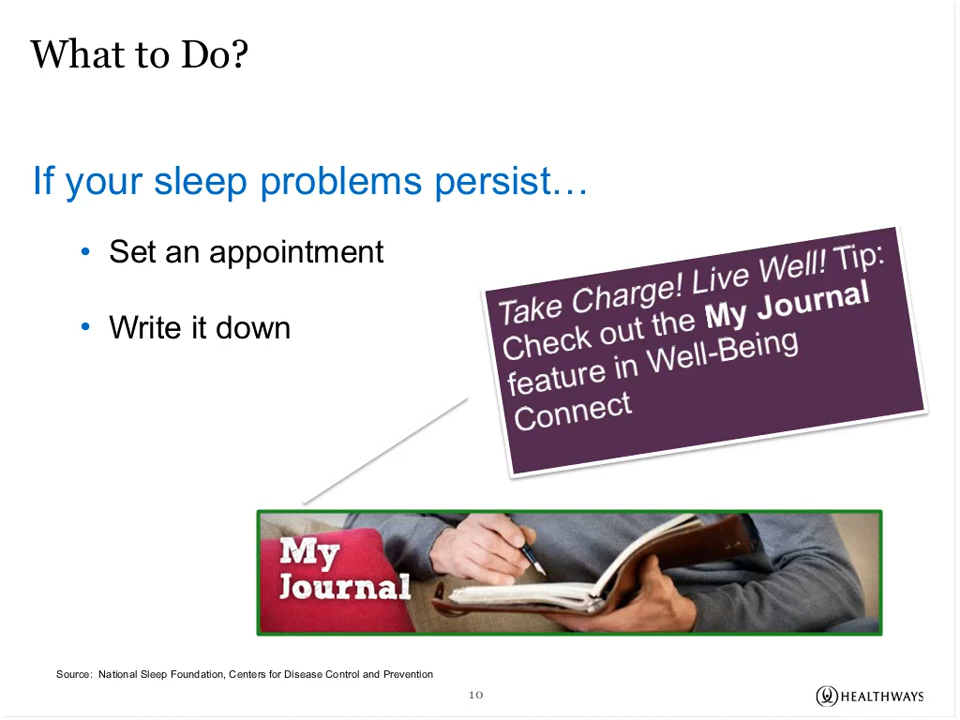 What to Do?
If your sleep problems persist…
• Set an appointment
• Write it down
Take Charge! Live Well! Tip:
Check out the My Journal
feature in Well-Being
Connect
My
Journal
Source:  National Sleep Foundation, Centers for Disease Control and Prevention
10
HEALTHWAYS